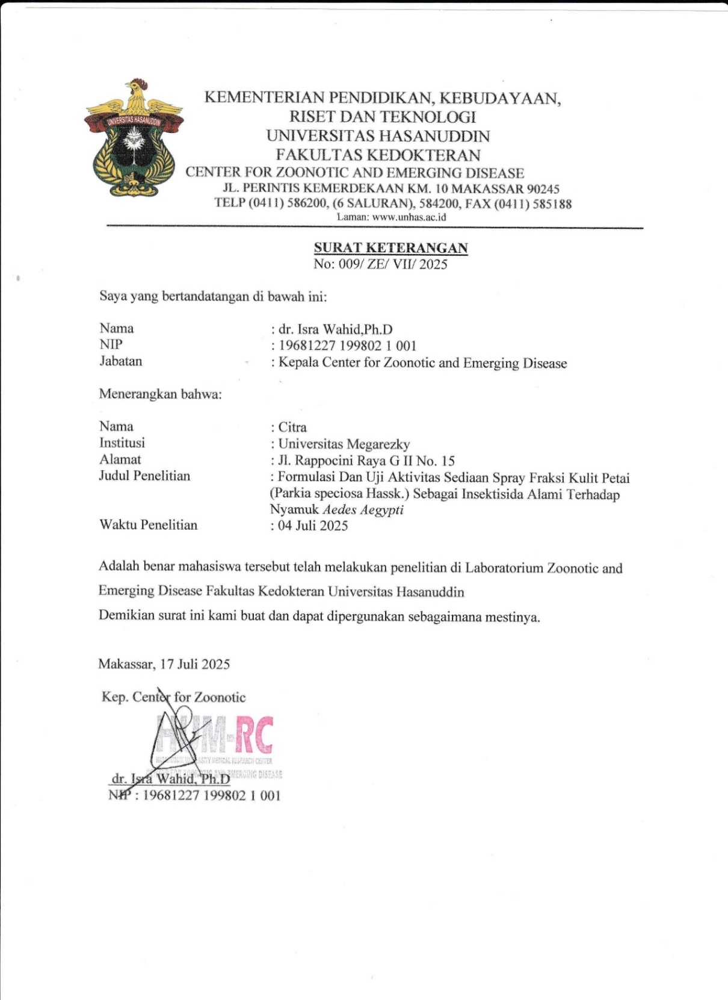 UNIVERSITAS HASANUDDIN
KEMENTERIAN PENDIDIKAN, KEBUDAYAAN,
RISET DAN TEKNOLOGI
UNIVERSITAS HASANUDDIN
FAKULTAS KEDOKTERAN
CENTER FOR ZOONOTIC AND EMERGING DISEASE
JL. PERINTIS KEMERDEKAAN KM. 10 MAKASSAR 90245
TELP (0411) 586200, (6 SALURAN), 584200, FAX (0411) 585188
Laman: www.unhas.ac.id
SURAT KETERANGAN
No: 009/ ZE/ VII/ 2025
Saya yang bertandatangan di bawah ini:
Nama : dr. Isra Wahid,Ph.D
NIP : 19681227 199802 1 001
Jabatan : Kepala Center for Zoonotic and Emerging Disease
Menerangkan bahwa:
Nama : Citra
Institusi : Universitas Megarezky
Alamat : Jl. Rappocini Raya G II No. 15
Judul Penelitian : Formulasi Dan Uji Aktivitas Sediaan Spray Fraksi Kulit Petai
(Parkia speciosa Hassk.) Sebagai Insektisida Alami Terhadap
Nyamuk Aedes Aegypti
Waktu Penelitian : 04 Juli 2025
Adalah benar mahasiswa tersebut telah melakukan penelitian di Laboratorium Zoonotic and
Emerging Disease Fakultas Kedokteran Universitas Hasanuddin
Demikian surat ini kami buat dan dapat dipergunakan sebagaimana mestinya.
Makassar, 17 Juli 2025
Kep. Center for Zoonotic
HUM-RC
MEDICAL RESEARCH CENTER
AND EMERGING DISEASE
dr. Isra Wahid, Ph.D
NIP : 19681227 199802 1 001